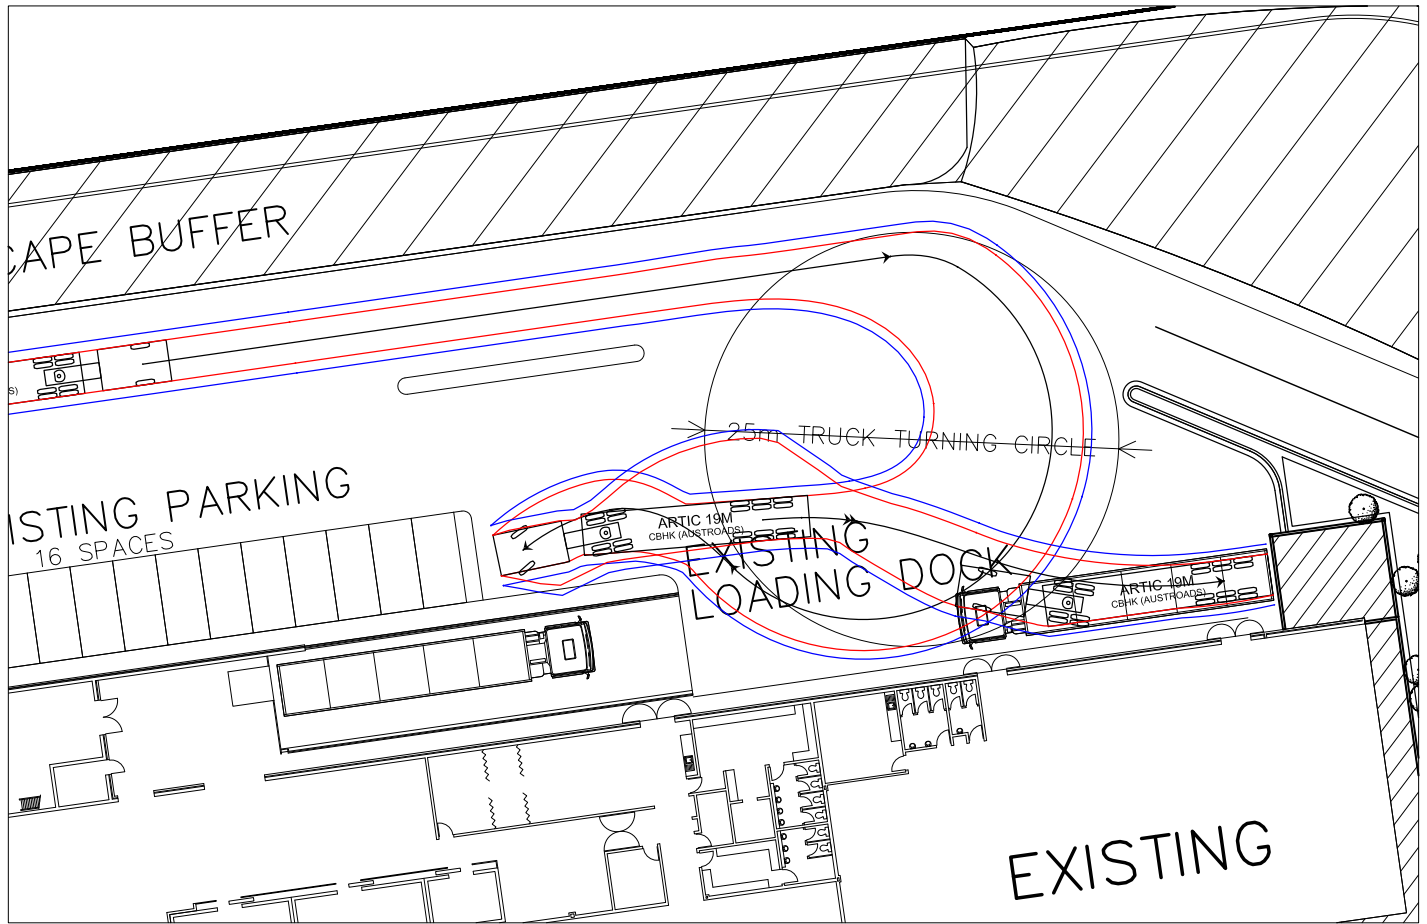 CAPE BUFFER
S)
25m TRUCK TURNING CIRCLE
ISTING PARKING
16 SPACES
ARTIC 19M
CBHK (AUSTROADS)
EXISTING
LOADING DOCK
ARTIC 19M
CBHK (AUSTROADS)
EXISTING